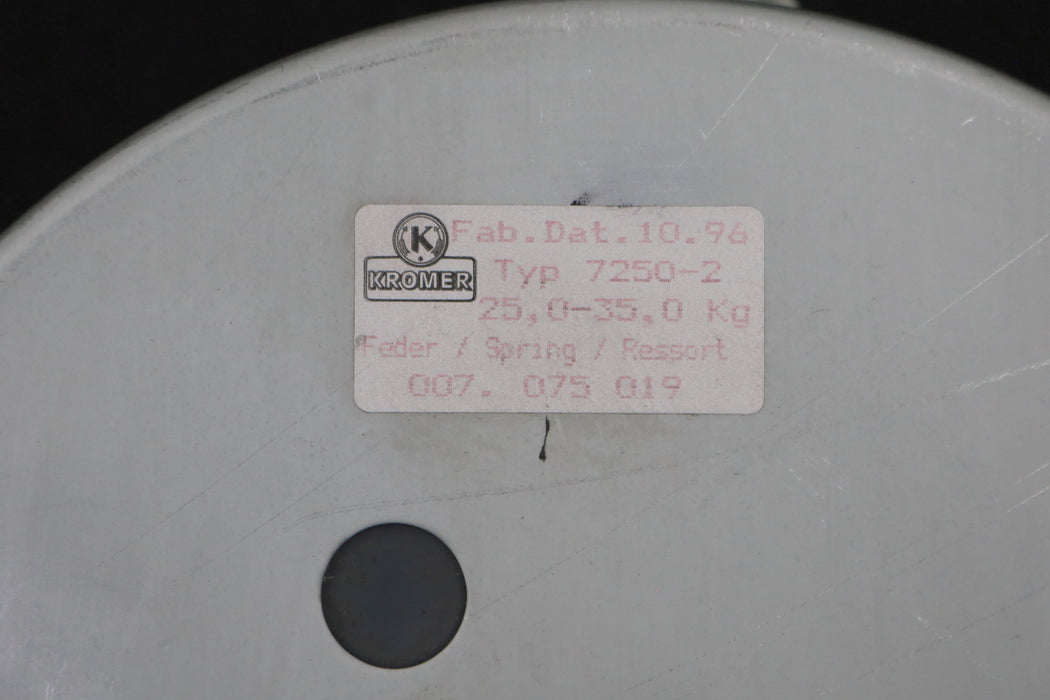 K
KROMER
Fab.Dat.10.96
Typ 7250-2
25,0-35,0 Kg
Feder / Spring / Ressort
007. 075 019